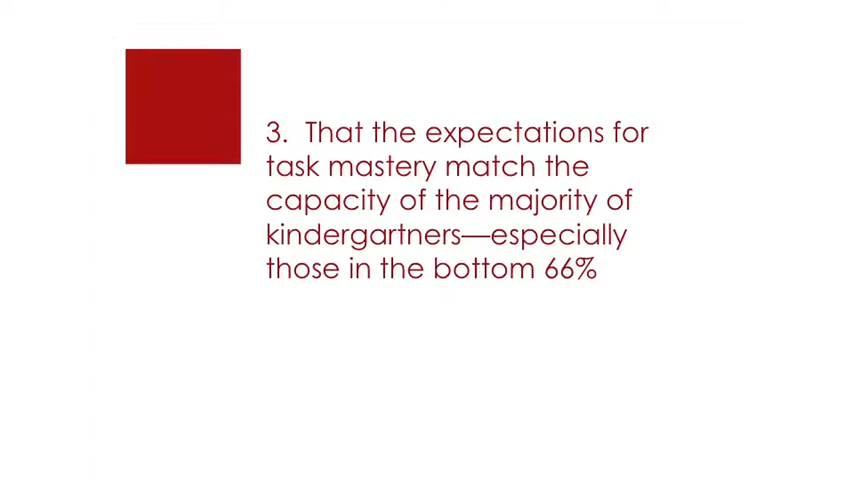 3. That the expectations for
task mastery match the
capacity of the majority of
kindergartners—especially
those in the bottom 66%